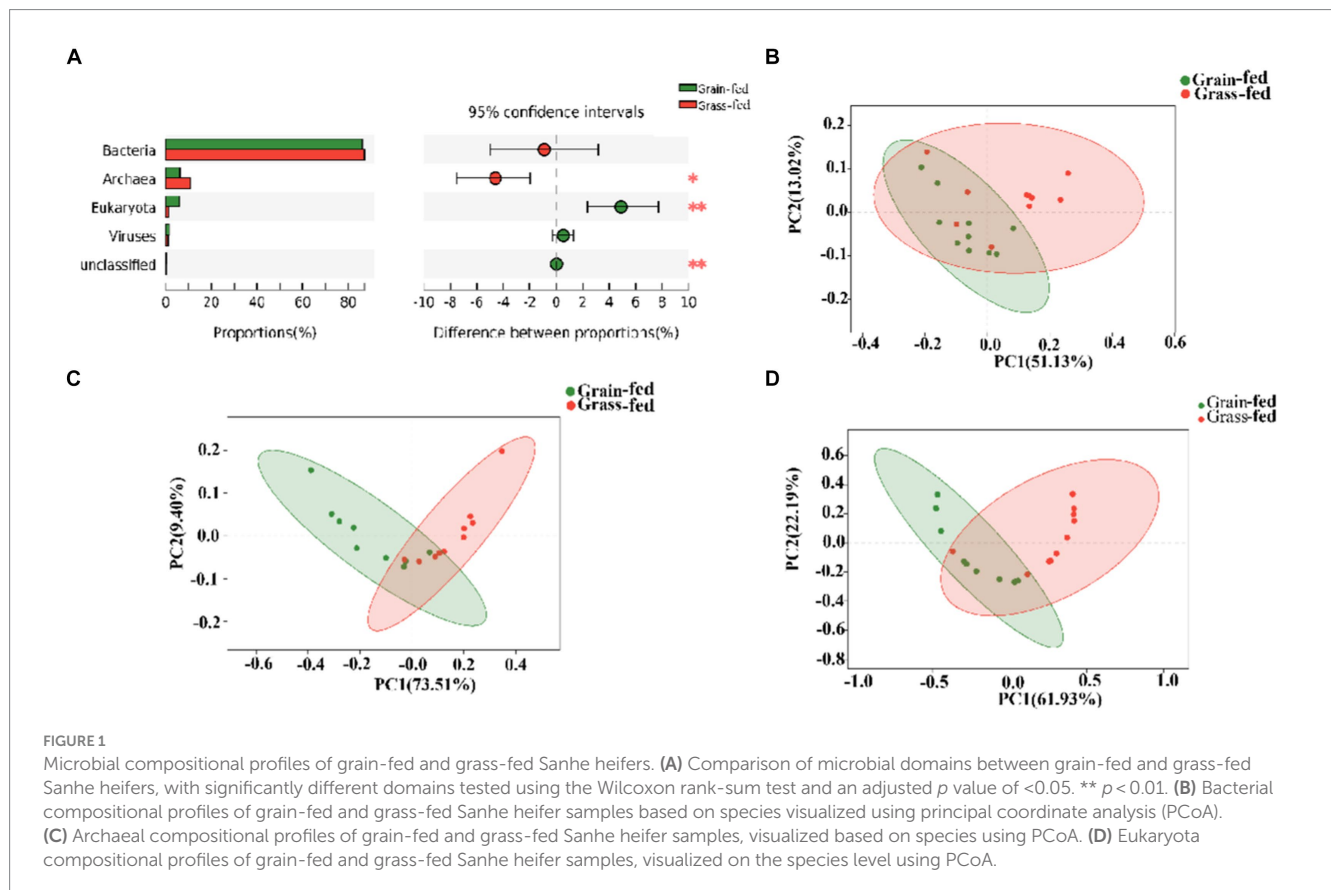 A
Grain-fed
Grass-fed
95% confidence intervals
Bacteria
Archaea
*
Eukaryota
**
Viruses
unclassified
**
0 20 40 60 80
-10 -8 -6 -4 -2 0 2 4 6 8 10
Proportions(%)
Difference between proportions(%)
B
Grain-fed
Grass-fed
0.2
0.1
0.0
-0.1
-0.2
PC2(13.02%)
-0.4 -0.2 0.0 0.2 0.4 0.6
PC1(51.13%)
C
Grain-fed
Grass-fed
0.2
0.1
0.0
-0.1
-0.2
PC2(9.40%)
-0.6 -0.4 -0.2 -0.0 0.2 0.4
PC1(73.51%)
D
Grain-fed
Grass-fed
0.6
0.4
0.2
0.0
-0.2
-0.4
-0.6
-0.8
PC2(22.19%)
-1.0 -0.5 0.0 0.5 1.0
PC1(61.93%)
FIGURE 1
Microbial compositional profiles of grain-fed and grass-fed Sanhe heifers. (A) Comparison of microbial domains between grain-fed and grass-fed
Sanhe heifers, with significantly different domains tested using the Wilcoxon rank-sum test and an adjusted p value of <0.05. ** p < 0.01. (B) Bacterial
compositional profiles of grain-fed and grass-fed Sanhe heifer samples based on species visualized using principal coordinate analysis (PCoA).
(C) Archaeal compositional profiles of grain-fed and grass-fed Sanhe heifer samples, visualized based on species using PCoA. (D) Eukaryota
compositional profiles of grain-fed and grass-fed Sanhe heifer samples, visualized on the species level using PCoA.